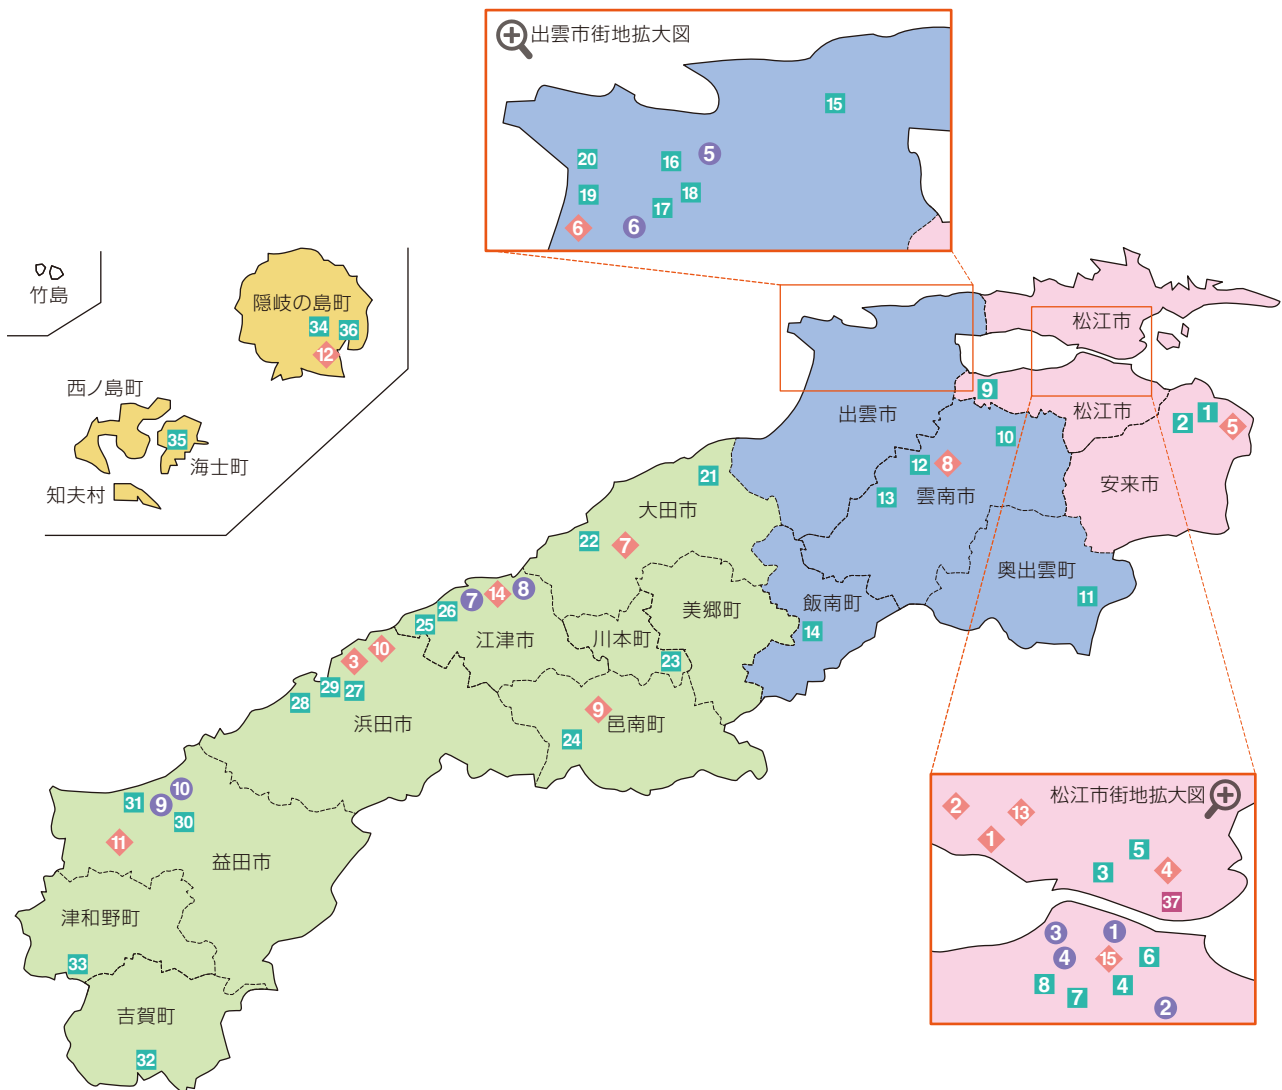 出雲市街地拡大図
15
20
16
5
19
18
17
6
6
竹島
隠岐の島町
34
36
12
西ノ島町
35
海士町
知夫村
松江市
9
松江市
1
2
5
出雲市
10
12
8
13
雲南市
安来市
21
大田市
22
7
奥出雲町
11
飯南町
14
美郷町
7
14
8
26
25
江津市
川本町
23
10
3
29
27
28
浜田市
9
邑南町
24
10
31
9
30
11
益田市
津和野町
33
吉賀町
32
松江市街地拡大図
2
13
1
5
3
4
37
3
1
4
15
6
8
7
4
2